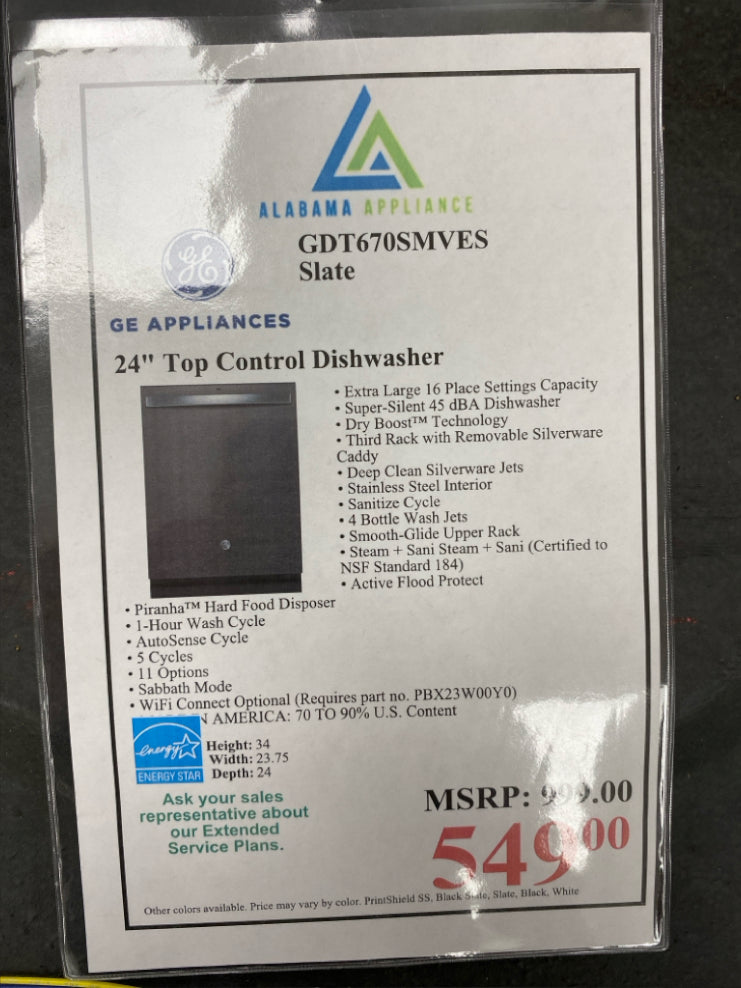 ALABAMA APPLIANCE
GDT670SMVES
Slate
GE
GE APPLIANCES
24" Top Control Dishwasher
• Extra Large 16 Place Settings Capacity
• Super-Silent 45 dBA Dishwasher
• Dry Boost™ Technology
• Third Rack with Removable Silverware
Caddy
• Deep Clean Silverware Jets
• Stainless Steel Interior
• Sanitize Cycle
• 4 Bottle Wash Jets
• Smooth-Glide Upper Rack
• Steam + Sani Steam + Sani (Certified to
NSF Standard 184)
• Active Flood Protect
• Piranha™ Hard Food Disposer
• 1-Hour Wash Cycle
• AutoSense Cycle
• 5 Cycles
• 11 Options
• Sabbath Mode
• WiFi Connect Optional (Requires part no. PBX23W00Y0)
N AMERICA: 70 TO 90% U.S. Content
energy
ENERGY STAR
Height: 34
Width: 23.75
Depth: 24
Ask your sales
representative about
our Extended
Service Plans.
MSRP: 999.00
549.00
Other colors available. Price may vary by color. PrintShield SS, Black Slate, Slate, Black, White